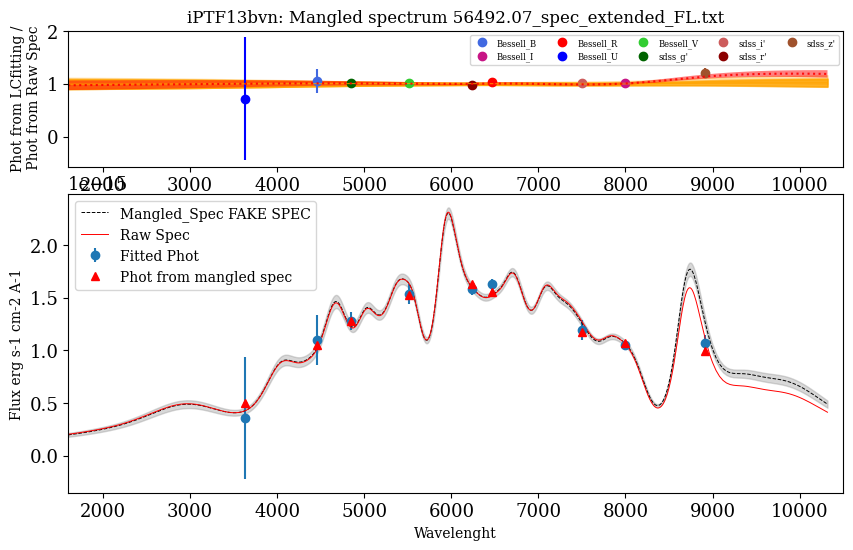 iPTF13bvn: Mangled spectrum 56492.07_spec_extended_FL.txt
Phot from LCfitting /
Phot from Raw Spec
2
1
0
Bessell_B Bessell_R Bessell_V sdss_i' sdss_z'
Bessell_I Bessell_U sdss_g' sdss_r'
2000 3000 4000 5000 6000 7000 8000 9000 10000
1e−15
Flux erg s-1 cm-2 A-1
2.0
1.5
1.0
0.5
0.0
Mangled_Spec FAKE SPEC
Raw Spec
Fitted Phot
Phot from mangled spec
2000 3000 4000 5000 6000 7000 8000 9000 10000
Wavelenght